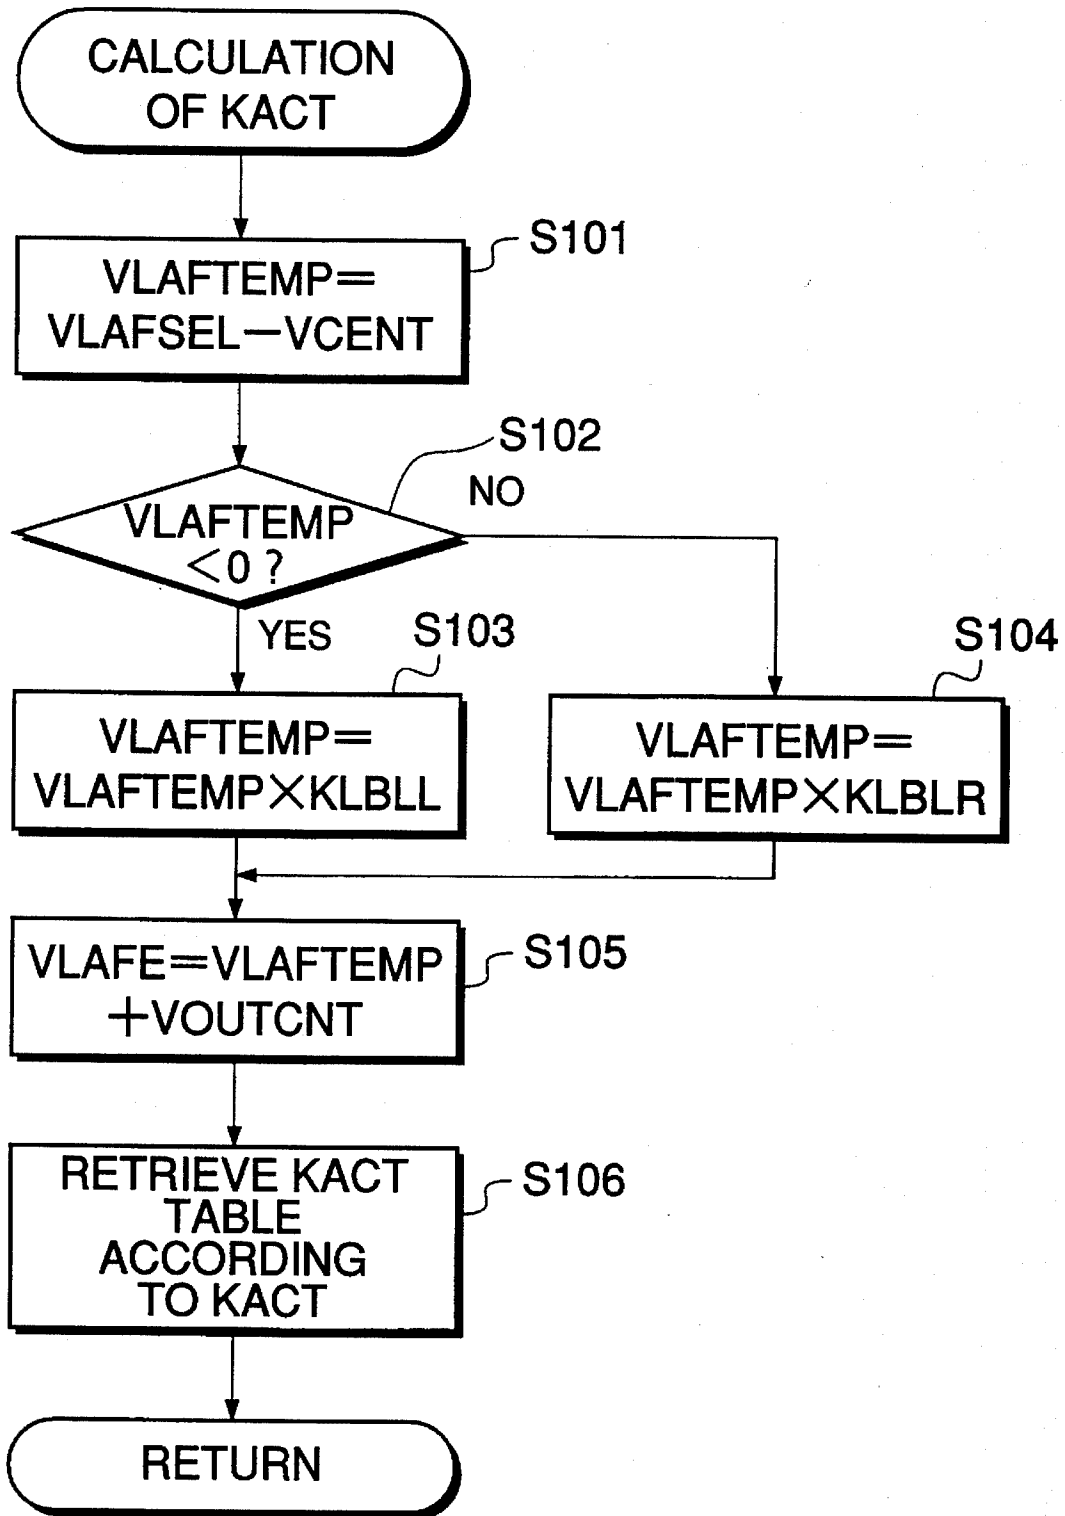 CALCULATION
OF KACT
S101
VLAFTEMP=
VLAFSEL−VCENT
S102
NO
VLAFTEMP
<0 ?
YES
S103
S104
VLAFTEMP=
VLAFTEMP×KLBLL
VLAFTEMP=
VLAFTEMP×KLBLR
VLAFE=VLAFTEMP
+VOUTCNT
S105
RETRIEVE KACT
TABLE
ACCORDING
TO KACT
S106
RETURN